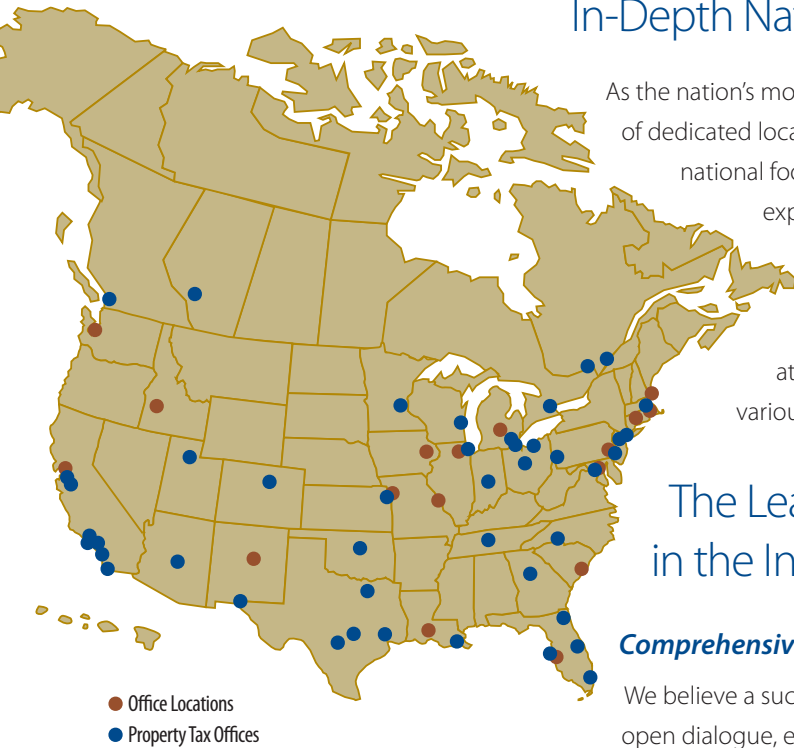 In-Depth Na
As the nation's mo
of dedicated loca
national foc
exp
at
variou
The Lea
in the In
Comprehensiv
We believe a suc
open dialogue, e
Office Locations
Property Tax Offices